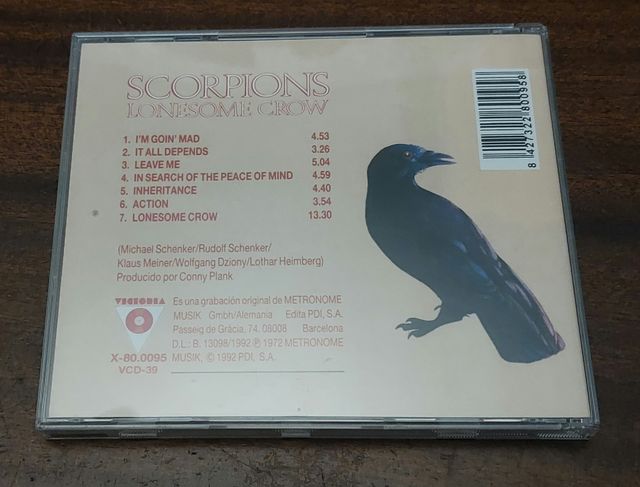 SCORPIONS
LONESOME CROW
1. I'M GOIN' MAD 4.53
2. IT ALL DEPENDS 3.26
3. LEAVE ME 5.04
4. IN SEARCH OF THE PEACE OF MIND 4.59
5. INHERITANCE 4.40
6. ACTION 3.54
7. LONESOME CROW 13.30
(Michael Schenker/Rudolf Schenker/
Klaus Meiner/Wolfgang Dziony/Lothar Heimberg)
Producido por Conny Plank
VICTORIA
X-80.0095
VCD-39
Es una grabación original de METRONOME
MUSIK Gmbh/Alemania Edita PDI, S.A.
Passeig de Gràcia, 74. 08008 Barcelona
D.L.: B. 13098/1992 ℗ 1972 METRONOME
MUSIK, © 1992 PDI, S.A.
8 427322 800958